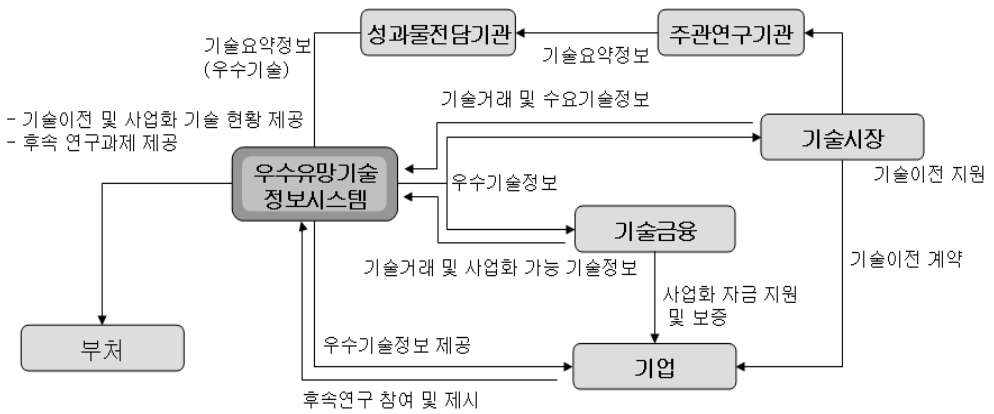 성과물전담기관
주관연구기관
기술요약정보
(우수기술)
기술요약정보
기술거래 및 수요기술정보
- 기술이전 및 사업화 기술 현황 제공
- 후속 연구과제 제공
기술시장
우수유망기술
정보시스템
우수기술정보
기술이전 지원
기술금융
기술거래 및 사업화 가능 기술정보
기술이전 계약
사업화 자금 지원
및 보증
부처
우수기술정보 제공
기업
후속연구 참여 및 제시